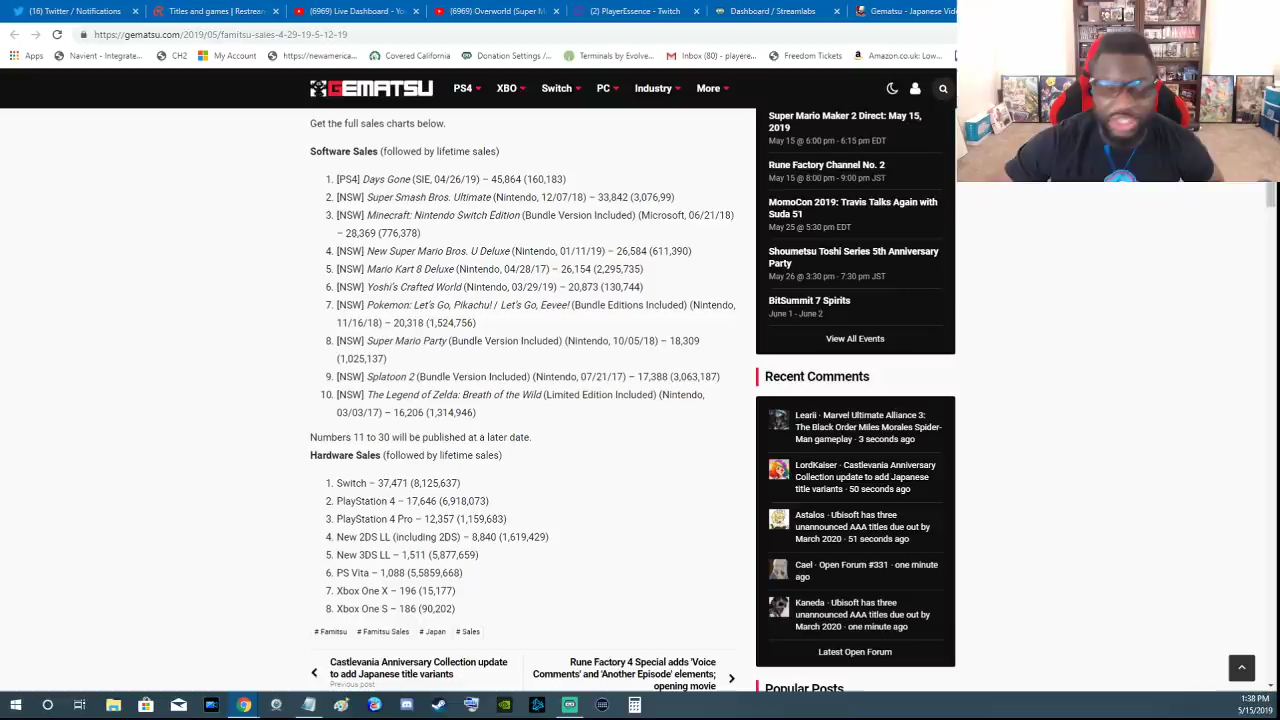 (2) Twitter
Titles and games | Restrain
(6969) Live Dashboard - Yo
(6969) Overworld (Super M
(2) PlayerEssence - Twitch
Dashboard / Streamlabs
Gematsu - Japanese Vid
https://gematsu.com/2019/05/famitsu-sales-4-29-19-5-12-19
Apps
Navient - Integrate...
CH2
My Account
https://newamerica...
Covered California
Donation Settings /...
Terminals by Evolve...
Inbox (80) - playere...
Freedom Tickets
Amazon.co.uk: Low...
GEMATSU
PS4
XBO
Switch
PC
Industry
More
Get the full sales charts below.
Software Sales (followed by lifetime sales)
1. [PS4] Days Gone (SIE, 04/26/19) – 45,864 (160,183)
2. [NSW] Super Smash Bros. Ultimate (Nintendo, 12/07/18) – 33,842 (3,076,99)
3. [NSW] Minecraft: Nintendo Switch Edition (Bundle Version Included) (Microsoft, 06/21/18)
– 28,369 (776,378)
4. [NSW] New Super Mario Bros. U Deluxe (Nintendo, 01/11/19) – 26,584 (611,390)
5. [NSW] Mario Kart 8 Deluxe (Nintendo, 04/28/17) – 26,154 (2,295,735)
6. [NSW] Yoshi's Crafted World (Nintendo, 03/29/19) – 20,873 (130,744)
7. [NSW] Pokemon: Let's Go, Pikachu! / Let's Go, Eevee! (Bundle Editions Included) (Nintendo,
11/16/18) – 20,318 (1,524,756)
8. [NSW] Super Mario Party (Bundle Version Included) (Nintendo, 10/05/18) – 18,309
(1,025,137)
9. [NSW] Splatoon 2 (Bundle Version Included) (Nintendo, 07/21/17) – 17,388 (3,063,187)
10. [NSW] The Legend of Zelda: Breath of the Wild (Limited Edition Included) (Nintendo,
03/03/17) – 16,206 (1,314,946)
Numbers 11 to 30 will be published at a later date.
Hardware Sales (followed by lifetime sales)
1. Switch – 37,471 (8,125,637)
2. PlayStation 4 – 17,646 (6,918,073)
3. PlayStation 4 Pro – 12,357 (1,159,683)
4. New 2DS LL (including 2DS) – 8,840 (1,619,429)
5. New 3DS LL – 1,511 (5,877,659)
6. PS Vita – 1,088 (5,5859,668)
7. Xbox One X – 196 (15,177)
8. Xbox One S – 186 (90,202)
# Famitsu
# Famitsu Sales
# Japan
# Sales
Castlevania Anniversary Collection update
to add Japanese title variants
Previous post
Rune Factory 4 Special adds 'Voice
Comments' and 'Another Episode' elements;
opening movie
Super Mario Maker 2 Direct: May 15,
2019
May 15 @ 6:00 pm - 6:15 pm EDT
Rune Factory Channel No. 2
May 15 @ 8:00 pm - 9:00 pm JST
MomoCon 2019: Travis Talks Again with
Suda 51
May 25 @ 5:30 pm EDT
Shoumetsu Toshi Series 5th Anniversary
Party
May 26 @ 3:30 pm - 7:30 pm JST
BitSummit 7 Spirits
June 1 - June 2
View All Events
Recent Comments
Learii · Marvel Ultimate Alliance 3:
The Black Order Miles Morales Spider-
Man gameplay · 3 seconds ago
LordKaiser · Castlevania Anniversary
Collection update to add Japanese
title variants · 50 seconds ago
Astalos · Ubisoft has three
unannounced AAA titles due out by
March 2020 · 51 seconds ago
Cael · Open Forum #331 · one minute
ago
Kaneda · Ubisoft has three
unannounced AAA titles due out by
March 2020 · one minute ago
Latest Open Forum
Popular Posts
1:38 PM
5/15/2019